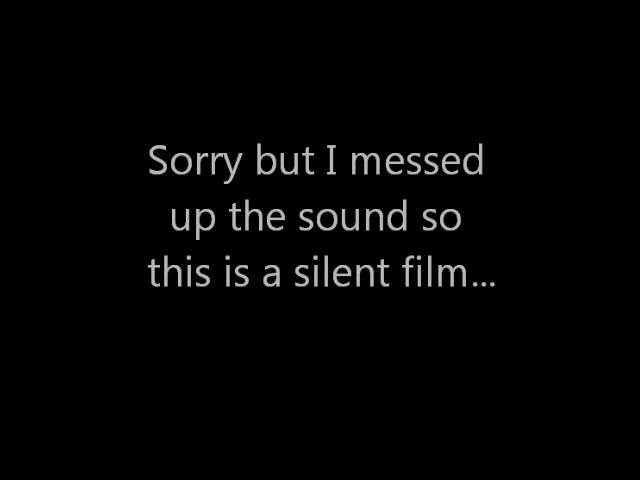 Sorry but I messed
up the sound so
this is a silent film...